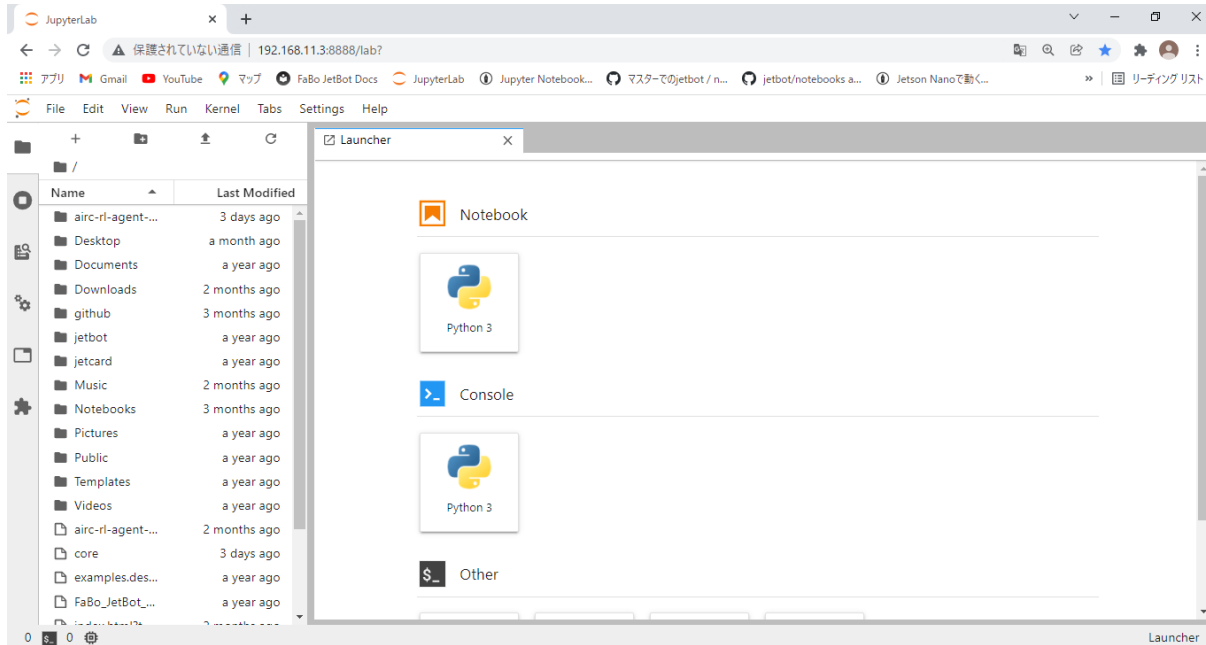 JupyterLab
保護されていない通信 | 192.168.11.3:8888/lab?
アプリ Gmail YouTube マップ FaBo JetBot Docs JupyterLab Jupyter Notebook... マスターでのjetbot / n... jetbot/notebooks a... Jetson Nanoで動く... » リーディング リスト
File Edit View Run Kernel Tabs Settings Help
Launcher
/
Name Last Modified
airc-rl-agent-... 3 days ago
Desktop a month ago
Documents a year ago
Downloads 2 months ago
github 3 months ago
jetbot a year ago
jetcard a year ago
Music 2 months ago
Notebooks 3 months ago
Pictures a year ago
Public a year ago
Templates a year ago
Videos a year ago
airc-rl-agent-... 2 months ago
core 3 days ago
examples.des... a year ago
FaBo_JetBot_... a year ago
Notebook
Python 3
Console
Python 3
$_ Other
0 $_ 0 Launcher